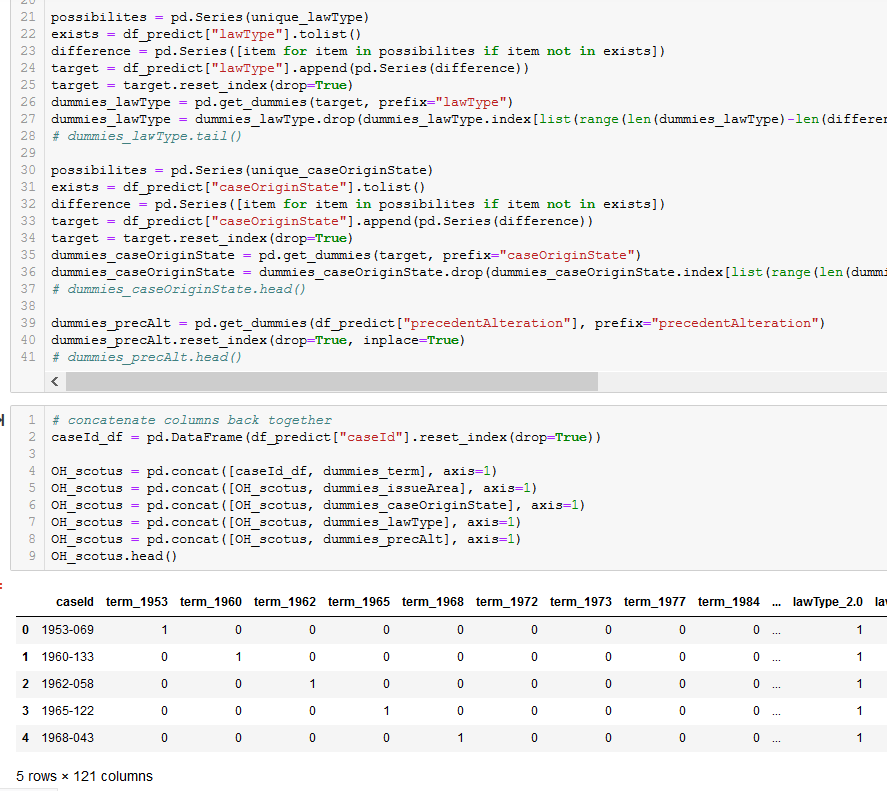 20
21 possibilites = pd.Series(unique_lawType)
22 exists = df_predict["lawType"].tolist()
23 difference = pd.Series([item for item in possibilites if item not in exists])
24 target = df_predict["lawType"].append(pd.Series(difference))
25 target = target.reset_index(drop=True)
26 dummies_lawType = pd.get_dummies(target, prefix="lawType")
27 dummies_lawType = dummies_lawType.drop(dummies_lawType.index[list(range(len(dummies_lawType)-len(differen
28 # dummies_lawType.tail()
29
30 possibilites = pd.Series(unique_caseOriginState)
31 exists = df_predict["caseOriginState"].tolist()
32 difference = pd.Series([item for item in possibilites if item not in exists])
33 target = df_predict["caseOriginState"].append(pd.Series(difference))
34 target = target.reset_index(drop=True)
35 dummies_caseOriginState = pd.get_dummies(target, prefix="caseOriginState")
36 dummies_caseOriginState = dummies_caseOriginState.drop(dummies_caseOriginState.index[list(range(len(dummi
37 # dummies_caseOriginState.head()
38
39 dummies_precAlt = pd.get_dummies(df_predict["precedentAlteration"], prefix="precedentAlteration")
40 dummies_precAlt.reset_index(drop=True, inplace=True)
41 # dummies_precAlt.head()
1 # concatenate columns back together
2 caseId_df = pd.DataFrame(df_predict["caseId"].reset_index(drop=True))
3
4 OH_scotus = pd.concat([caseId_df, dummies_term], axis=1)
5 OH_scotus = pd.concat([OH_scotus, dummies_issueArea], axis=1)
6 OH_scotus = pd.concat([OH_scotus, dummies_caseOriginState], axis=1)
7 OH_scotus = pd.concat([OH_scotus, dummies_lawType], axis=1)
8 OH_scotus = pd.concat([OH_scotus, dummies_precAlt], axis=1)
9 OH_scotus.head()
caseId term_1953 term_1960 term_1962 term_1965 term_1968 term_1972 term_1973 term_1977 term_1984 ... lawType_2.0 la
0 1953-069 1 0 0 0 0 0 0 0 0 ... 1
1 1960-133 0 1 0 0 0 0 0 0 0 ... 1
2 1962-058 0 0 1 0 0 0 0 0 0 ... 1
3 1965-122 0 0 0 1 0 0 0 0 0 ... 1
4 1968-043 0 0 0 0 1 0 0 0 0 ... 1
5 rows × 121 columns